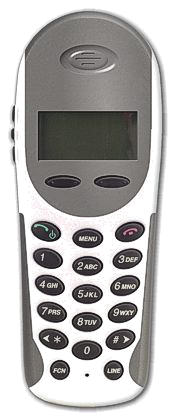 MENU
1 2ABC 3DEF
4GHI 5JKL 6MNO
7PRS 8TUV 9WXY
< * 0 # >
FCN LINE